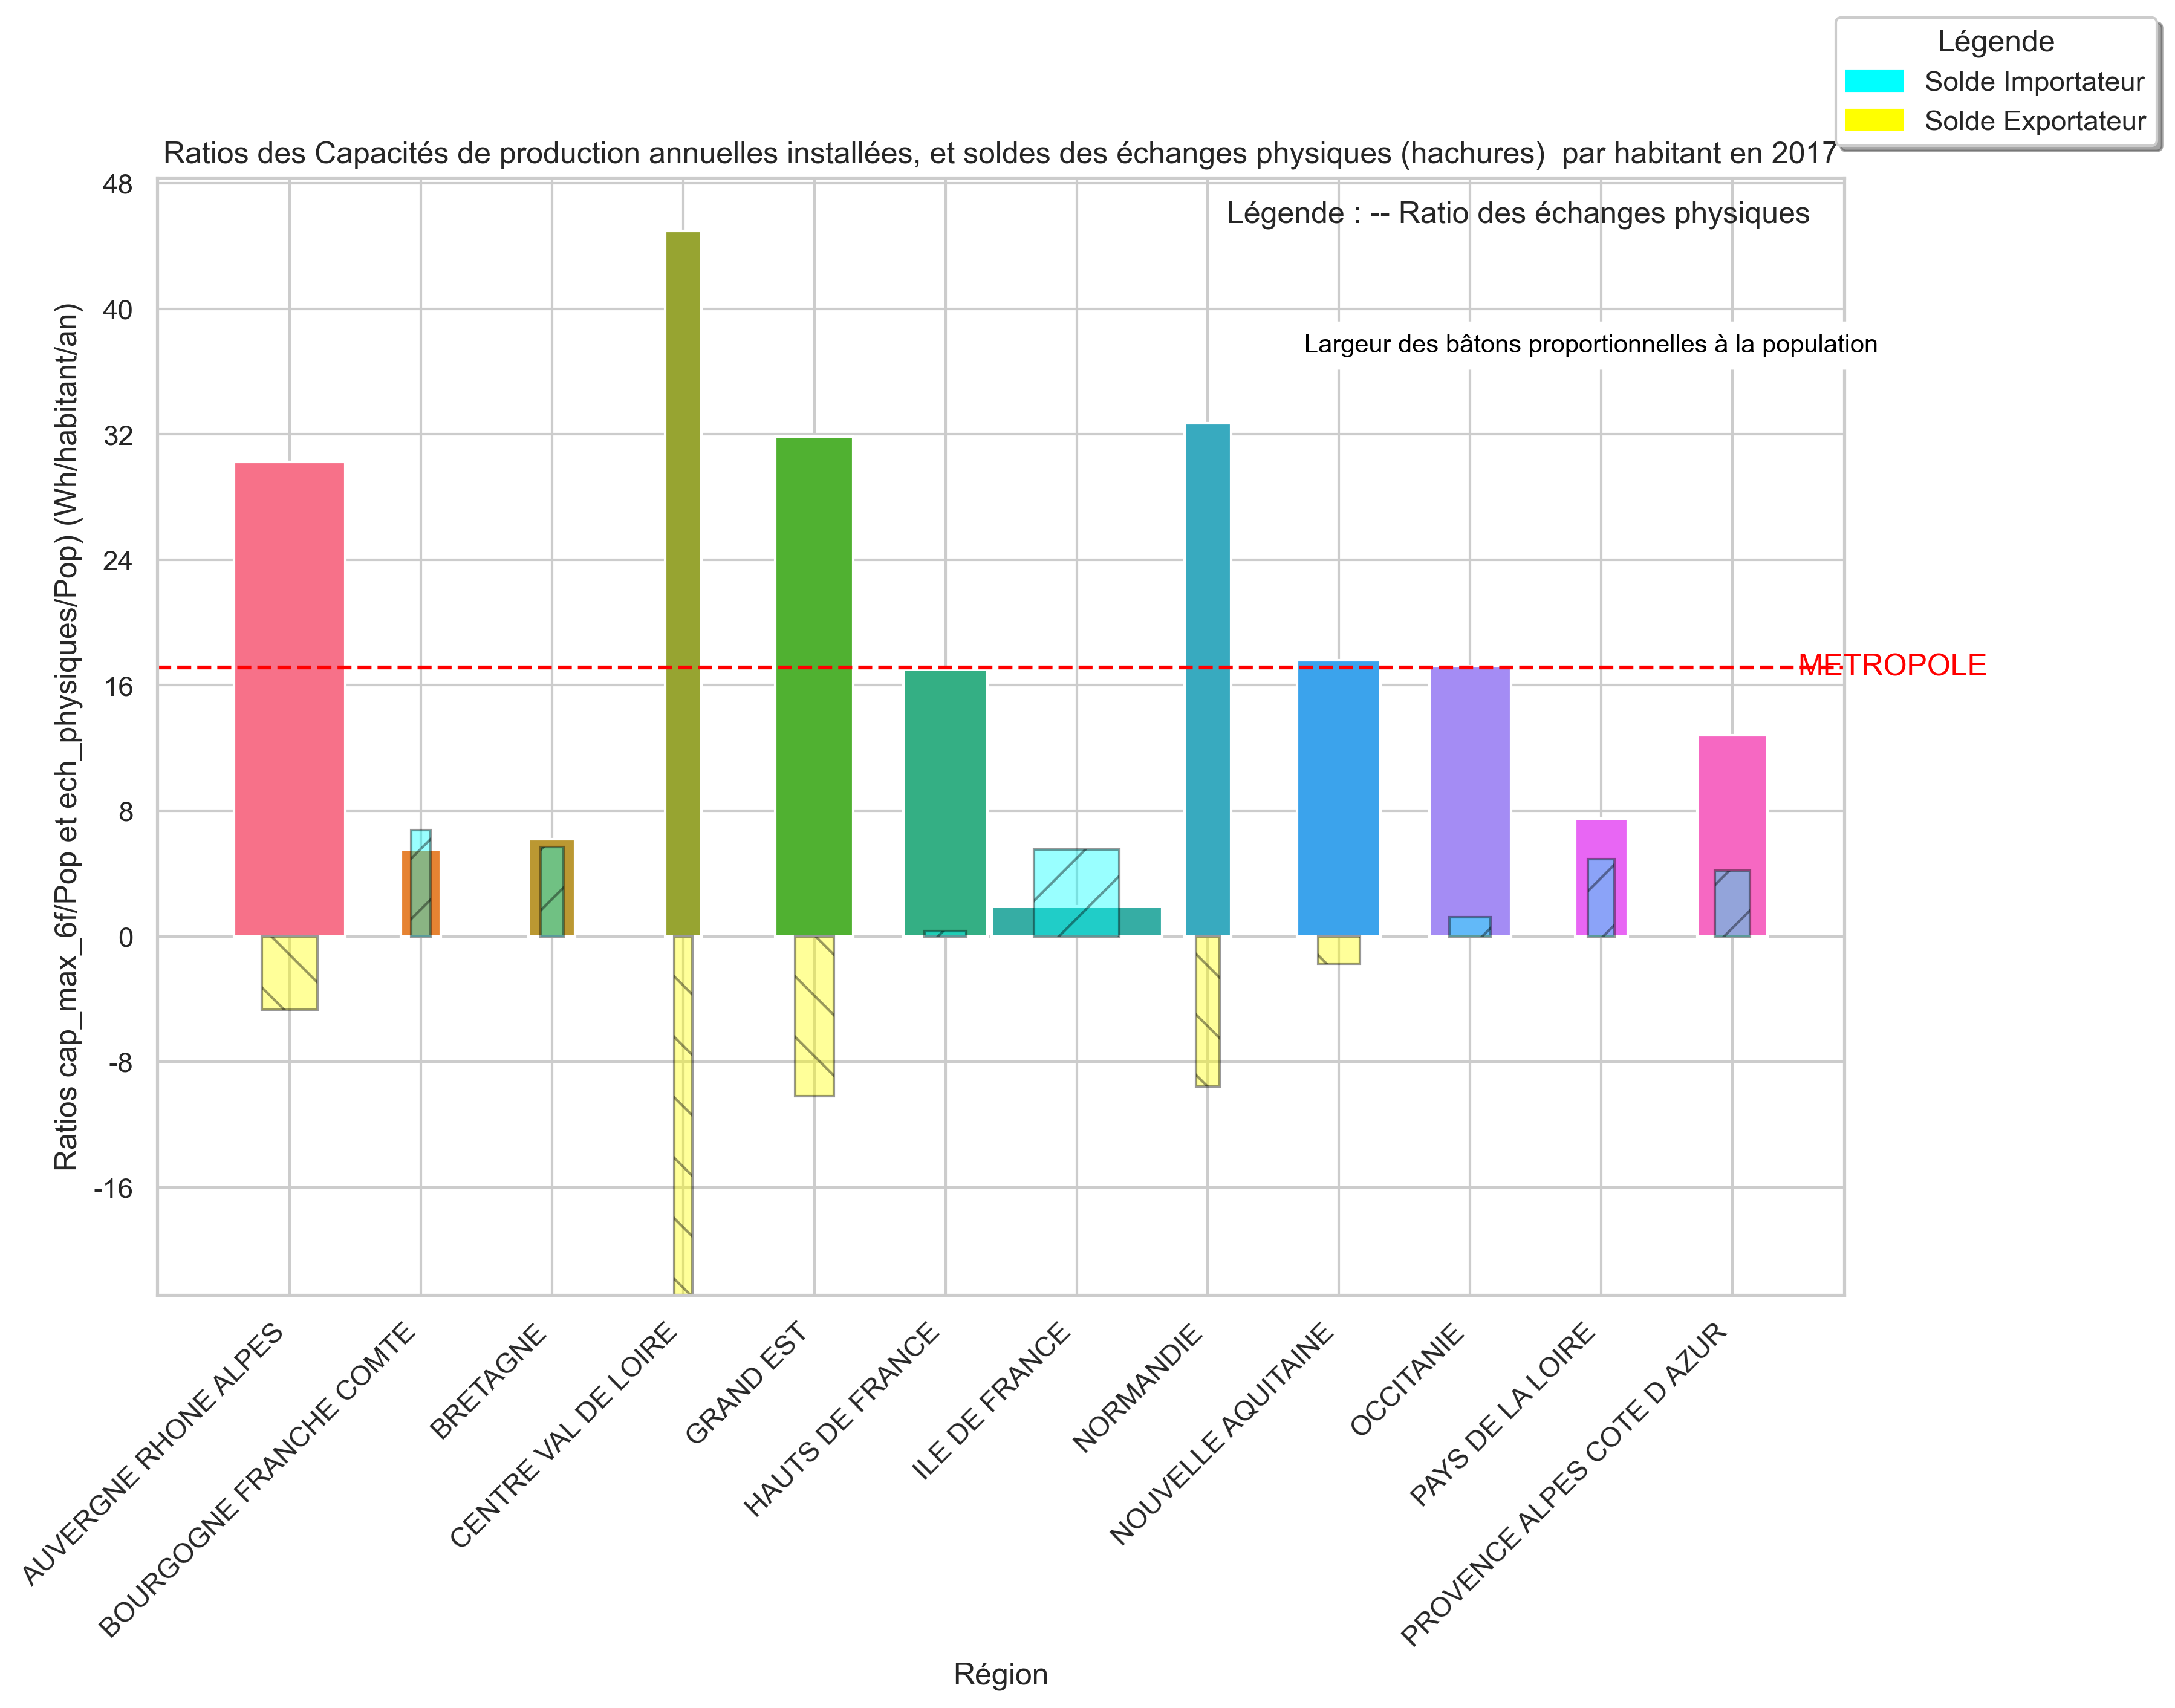 Légende
Solde Importateur
Solde Exportateur
Ratios des Capacités de production annuelles installées, et soldes des échanges physiques (hachures)  par habitant en 2017
Légende : -- Ratio des échanges physiques
Largeur des bâtons proportionnelles à la population
METROPOLE
Ratios cap_max_6f/Pop et ech_physiques/Pop) (Wh/habitant/an)
48
40
32
24
16
8
0
-8
-16
AUVERGNE RHONE ALPES
BOURGOGNE FRANCHE COMTE
BRETAGNE
CENTRE VAL DE LOIRE
GRAND EST
HAUTS DE FRANCE
ILE DE FRANCE
NORMANDIE
NOUVELLE AQUITAINE
OCCITANIE
PAYS DE LA LOIRE
PROVENCE ALPES COTE D AZUR
Région